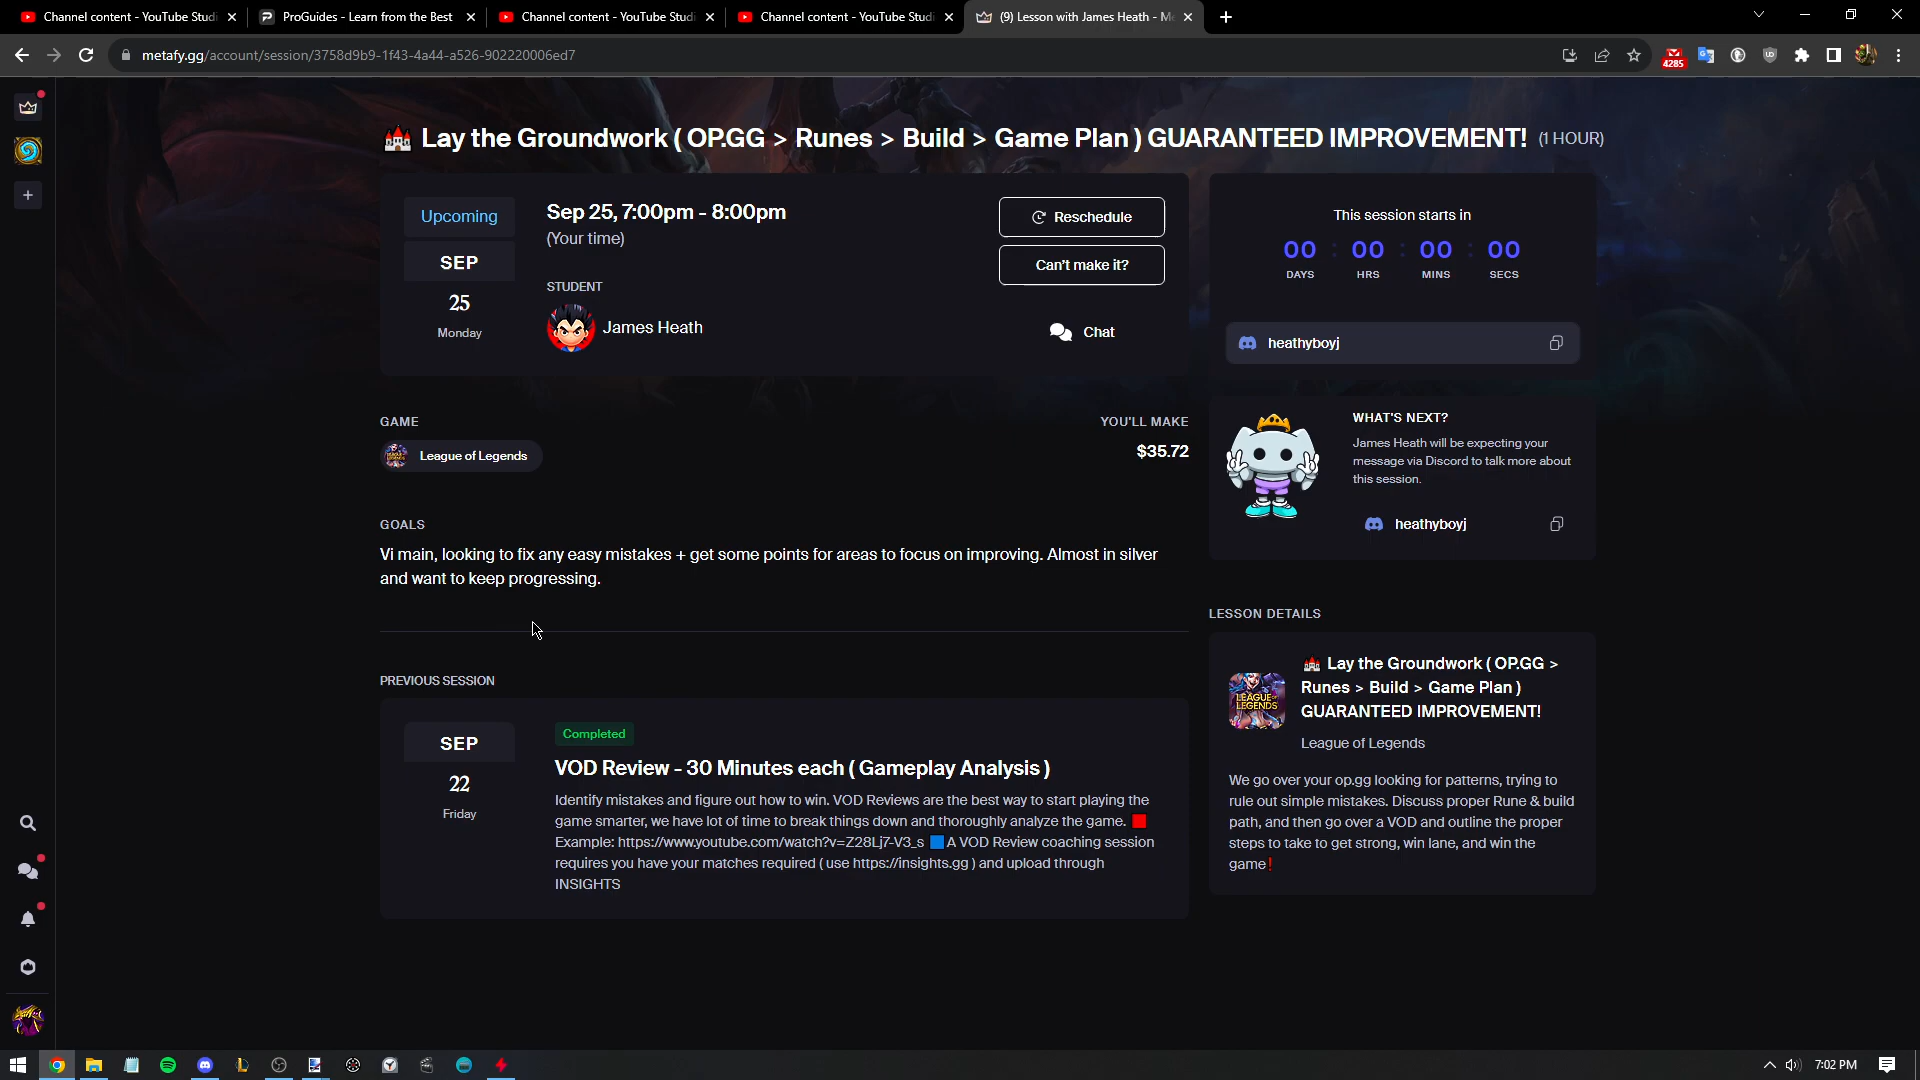 Channel content - YouTube Studi
ProGuides - Learn from the Best
Channel content - YouTube Studi
Channel content - YouTube Studi
(9) Lesson with James Heath - Me
metafy.gg/account/session/3758d9b9-1f43-4a44-a526-902220006ed7
4285
Lay the Groundwork ( OP.GG > Runes > Build > Game Plan ) GUARANTEED IMPROVEMENT! (1 HOUR)
Upcoming
SEP
25
Monday
Sep 25, 7:00pm - 8:00pm
(Your time)
STUDENT
James Heath
Reschedule
Can't make it?
Chat
This session starts in
00 : 00 : 00 : 00
DAYS HRS MINS SECS
heathyboyj
GAME
League of Legends
YOU'LL MAKE
$35.72
WHAT'S NEXT?
James Heath will be expecting your
message via Discord to talk more about
this session.
heathyboyj
GOALS
Vi main, looking to fix any easy mistakes + get some points for areas to focus on improving. Almost in silver
and want to keep progressing.
PREVIOUS SESSION
SEP
22
Friday
Completed
VOD Review - 30 Minutes each ( Gameplay Analysis )
Identify mistakes and figure out how to win. VOD Reviews are the best way to start playing the
game smarter, we have lot of time to break things down and thoroughly analyze the game. 🟥
Example: https://www.youtube.com/watch?v=Z28Lj7-V3_s 🟦 A VOD Review coaching session
requires you have your matches required ( use https://insights.gg ) and upload through
INSIGHTS
LESSON DETAILS
LEAGUE OF
LEGENDS
Lay the Groundwork ( OP.GG >
Runes > Build > Game Plan )
GUARANTEED IMPROVEMENT!
League of Legends
We go over your op.gg looking for patterns, trying to
rule out simple mistakes. Discuss proper Rune & build
path, and then go over a VOD and outline the proper
steps to take to get strong, win lane, and win the
game❗
7:02 PM